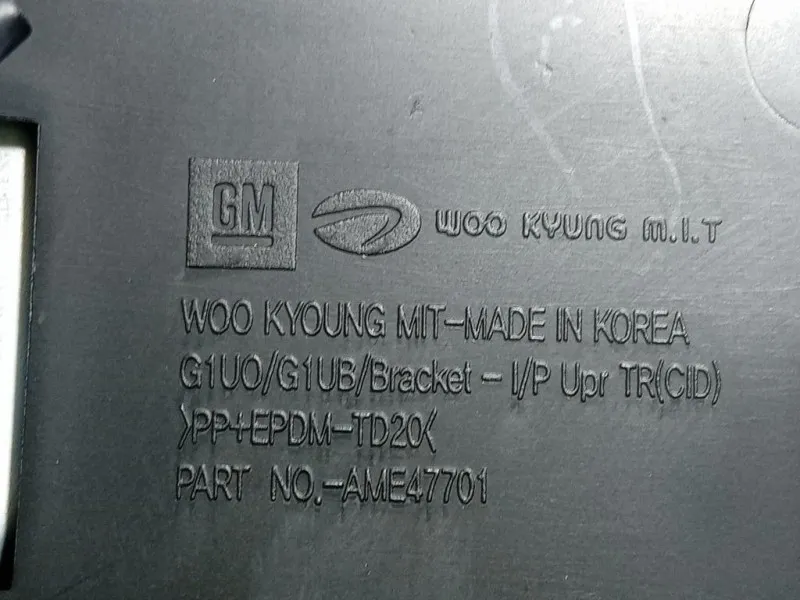 GM WOO KYUNG M.I.T
WOO KYOUNG MIT-MADE IN KOREA
G1UO/G1UB/Bracket - I/P Upr TR(CID)
>PP+EPDM-TD20<
PART NO.-AME47701